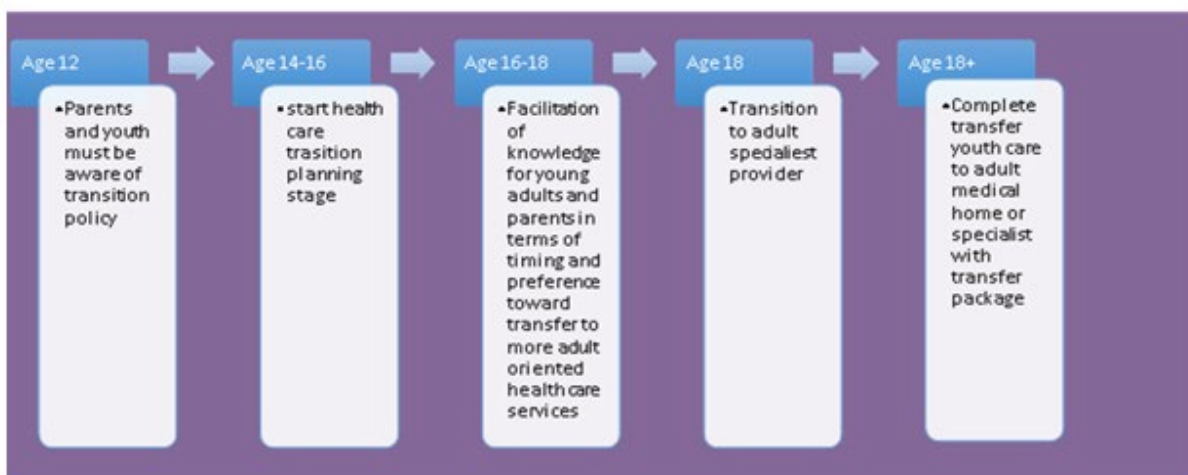 Age 12
•Parents
and youth
must be
aware of
transition
policy
Age 14-16
•start health
care
trasition
planning
stage
Age 16-18
•Facilitation
of
knowledge
for young
adults and
parents in
terms of
timing and
preference
toward
transfer to
more adult
oriented
health care
services
Age 18
•Transition
to adult
specialiest
provider
Age 18+
•Complete
transfer
youth care
to adult
medical
home or
specialist
with
transfer
package